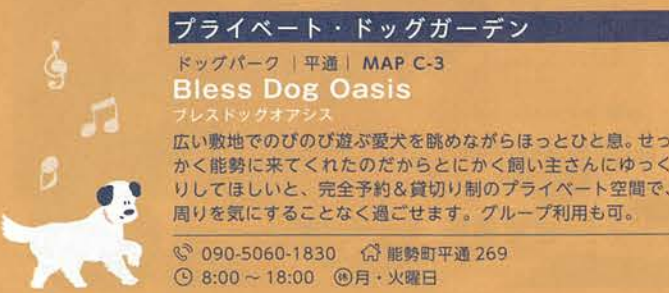 プライベート・ドッグガーデン
ドッグパーク |平通| MAP C-3
Bless Dog Oasis
ブレスドッグオアシス
広い敷地でのびのび遊ぶ愛犬を眺めながらほっとひと息。せっ
かく能勢に来てくれたのだからとにかく飼い主さんにゆっく
りしてほしいと、完全予約&貸切り制のプライベート空間で、
周りを気にすることなく過ごせます。グループ利用も可。
090-5060-1830 能勢町平通 269
8:00～18:00 ㊡月・火曜日